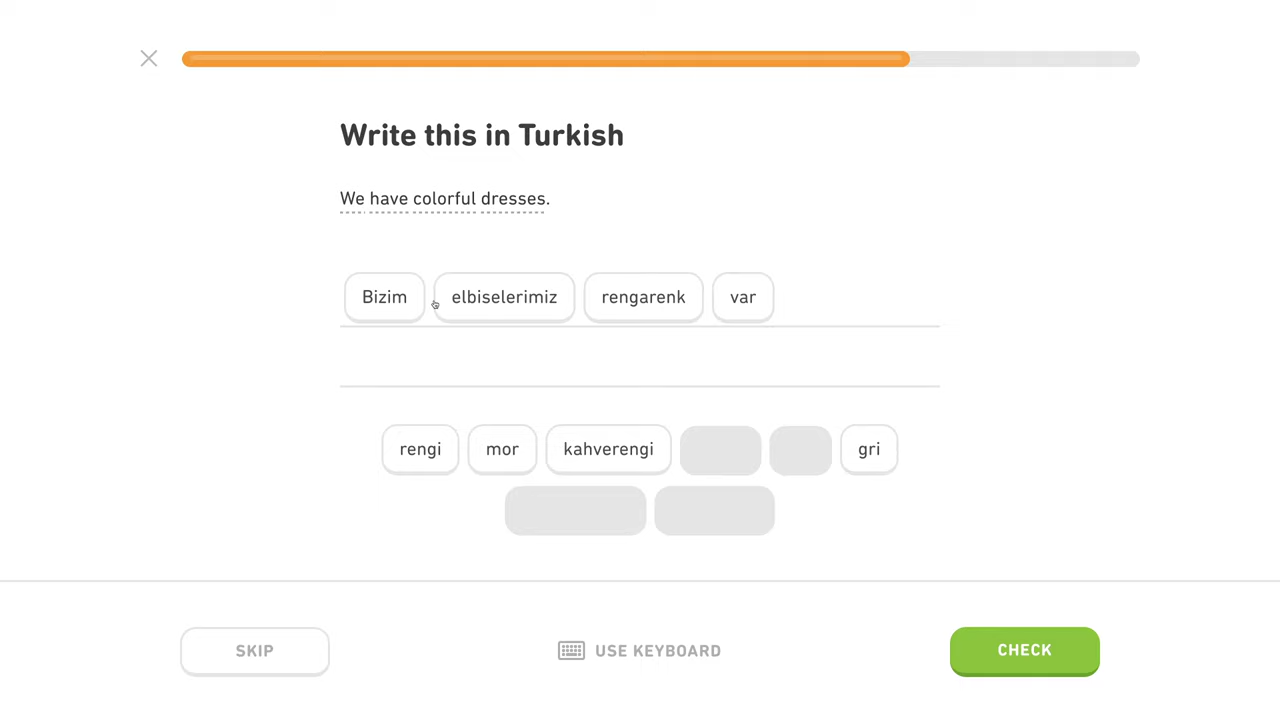 Write this in Turkish
We have colorful dresses.
Bizim elbiselerimiz rengarenk var
rengi mor kahverengi gri
SKIP USE KEYBOARD CHECK